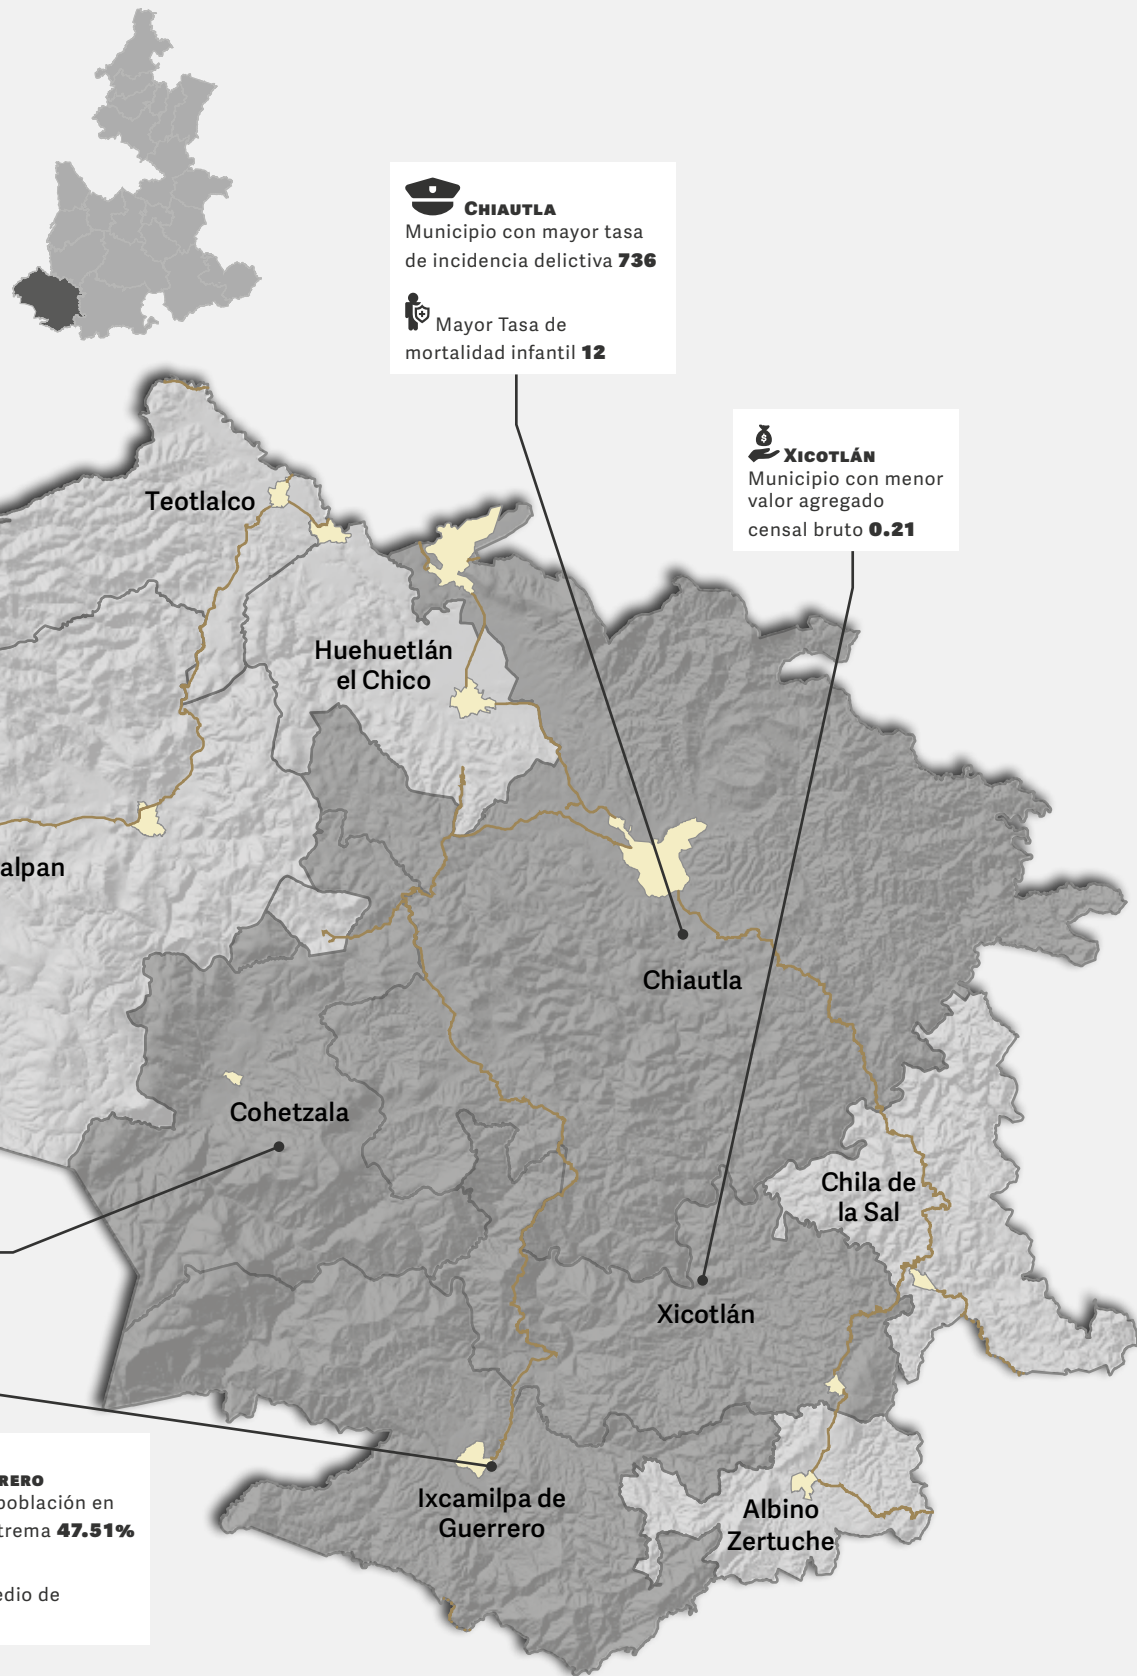 CHIAUTLA
Municipio con mayor tasa
de incidencia delictiva 736
Mayor Tasa de
mortalidad infantil 12
XICOTLÁN
Municipio con menor
valor agregado
censal bruto 0.21
Teotlalco
Huehuetlán
el Chico
alpan
Chiautla
Cohetzala
Chila de
la Sal
Xicotlán
Ixcamilpa de
Guerrero
Albino
Zertuche
RERO
población en
trema 47.51%
edio de